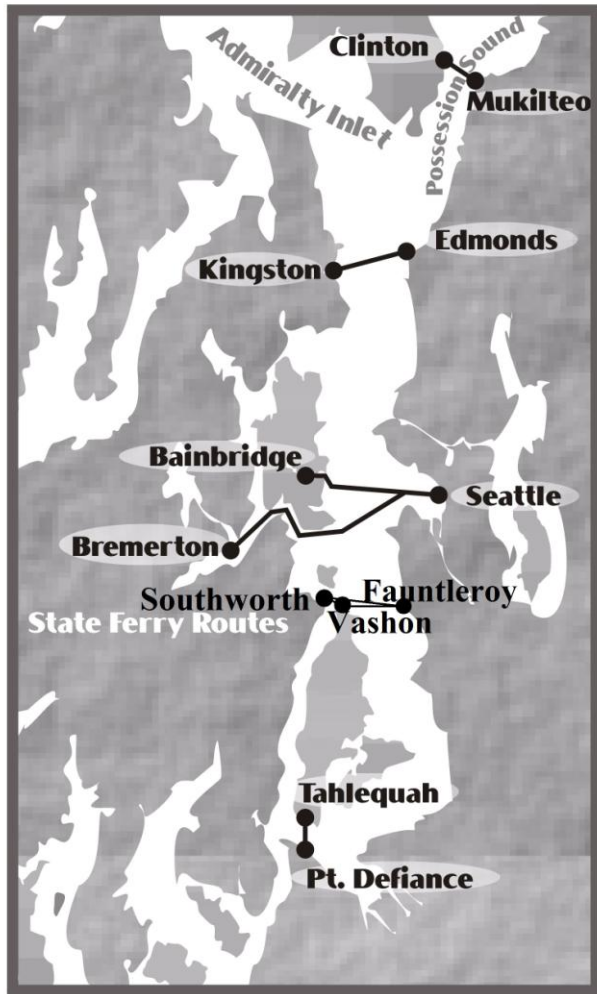 Clinton
Admiralty Inlet
Possession Sound
Mukilteo
Edmonds
Kingston
Bainbridge
Seattle
Bremerton
Southworth
Fauntleroy
Vashon
State Ferry Routes
Tahlequah
Pt. Defiance